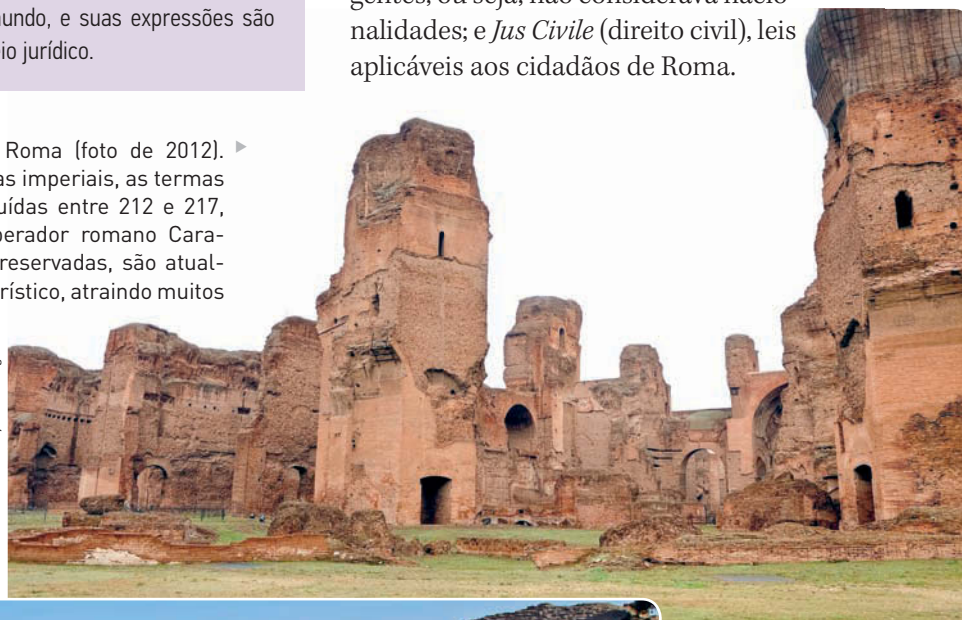 mundo, e suas expressões são
io jurídico.
gentes, ou seja, não considerava nacio-
nalidades; e Jus Civile (direito civil), leis
aplicáveis aos cidadãos de Roma.
Roma (foto de 2012).
as imperiais, as termas
uídas entre 212 e 217,
perador romano Cara-
reservadas, são atual-
rístico, atraindo muitos